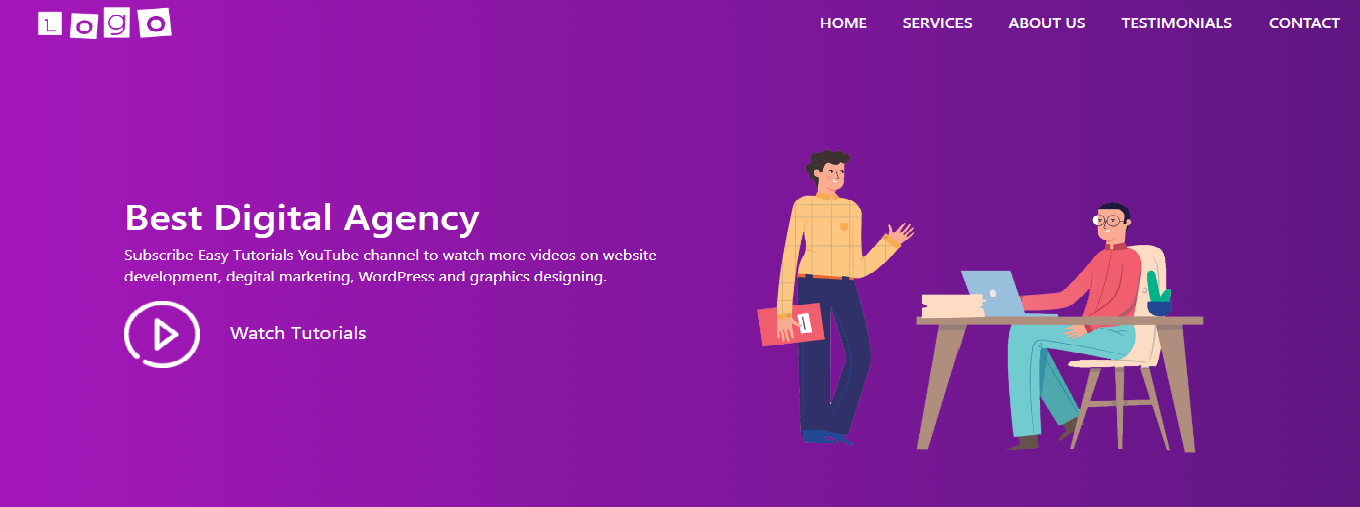 Logo
HOME SERVICES ABOUT US TESTIMONIALS CONTACT
Best Digital Agency
Subscribe Easy Tutorials YouTube channel to watch more videos on website
development, degital marketing, WordPress and graphics designing.
Watch Tutorials